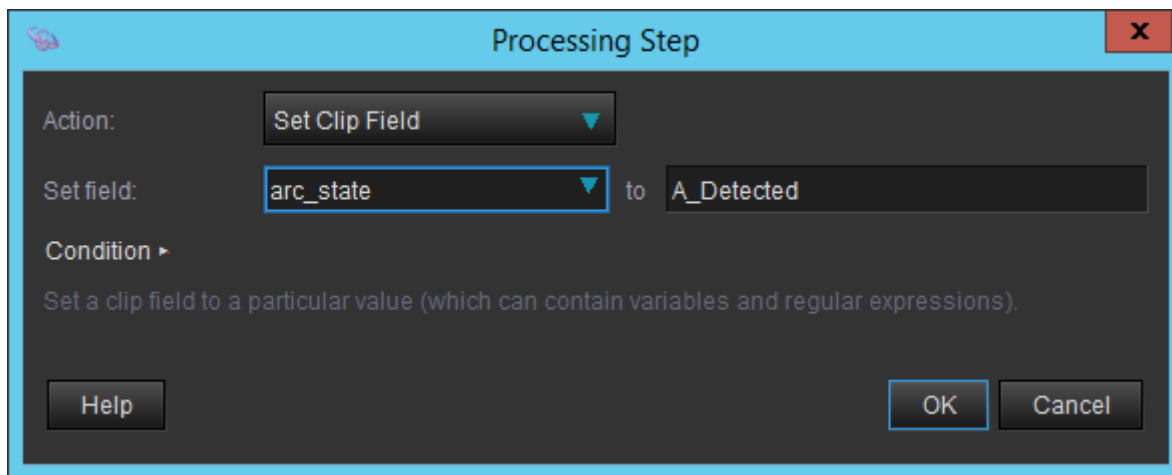 Processing Step
x
Action: Set Clip Field
Set field: arc_state to A_Detected
Condition ▸
Set a clip field to a particular value (which can contain variables and regular expressions).
Help OK Cancel